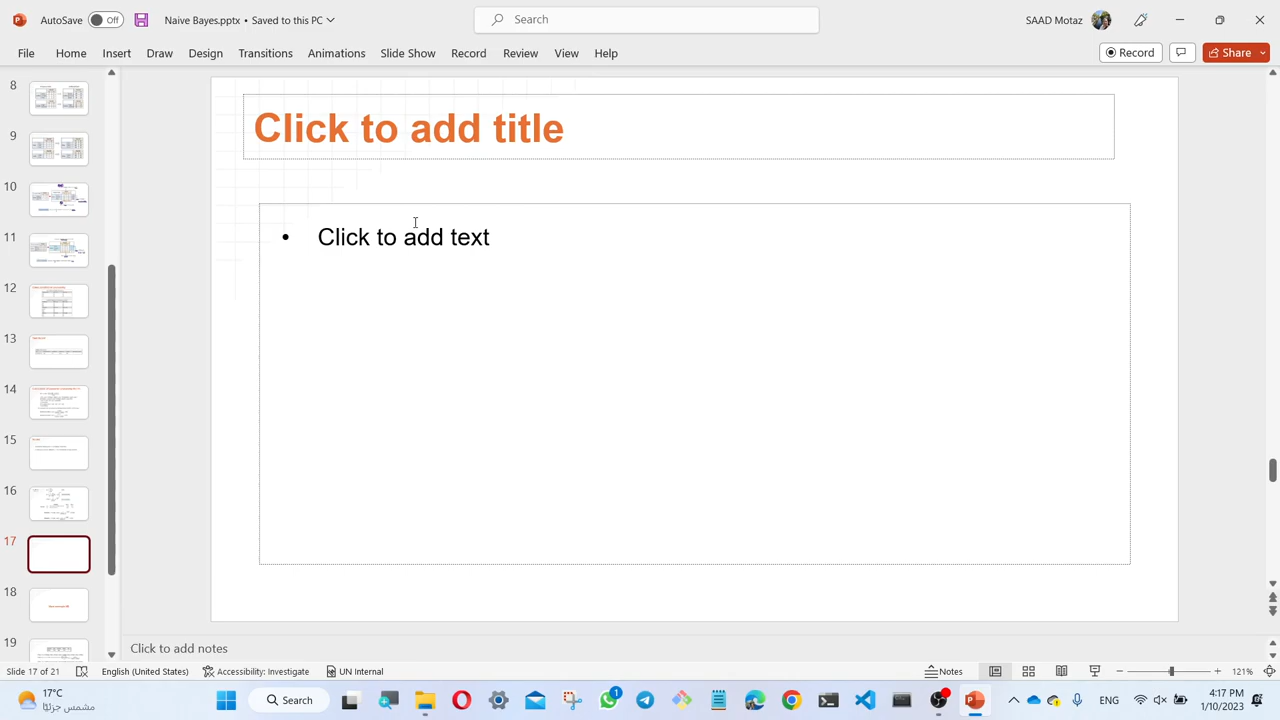 AutoSave Off Naive Bayes.pptx • Saved to this PC Search SAAD Motaz
File Home Insert Draw Design Transitions Animations Slide Show Record Review View Help Record Share
8
9
10
11
12
13
14
15
16
17
18
19
Click to add title
• Click to add text
Click to add notes
Slide 17 of 21 English (United States) Accessibility: Investigate UN Internal Notes 121%
17°C
مشمس جزئيًا
Search
1
ENG
4:17 PM
1/10/2023